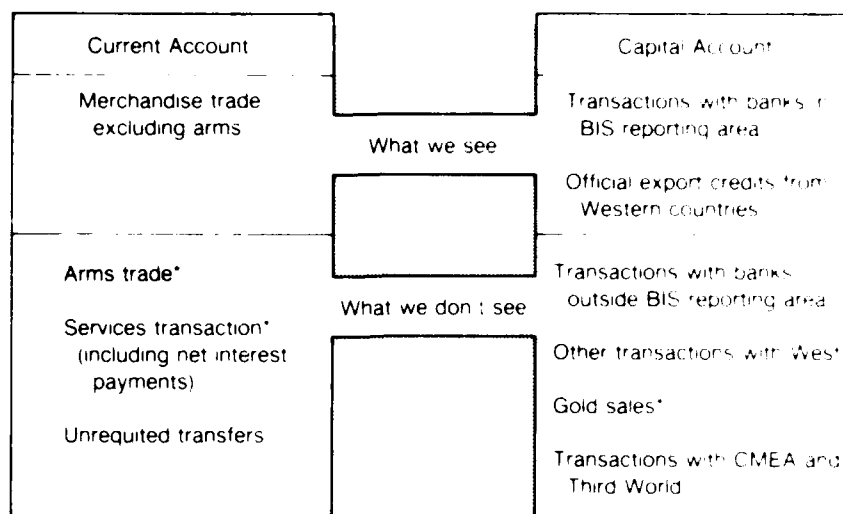 Current Account
Merchandise trade
excluding arms
Arms trade*
Services transaction*
(including net interest
payments)
Unrequited transfers
What we see
What we don't see
Capital Account
Transactions with banks
BIS reporting area
Official export credits from
Western countries
Transactions with banks
outside BIS reporting area
Other transactions with West
Gold sales*
Transactions with CMEA and
Third World